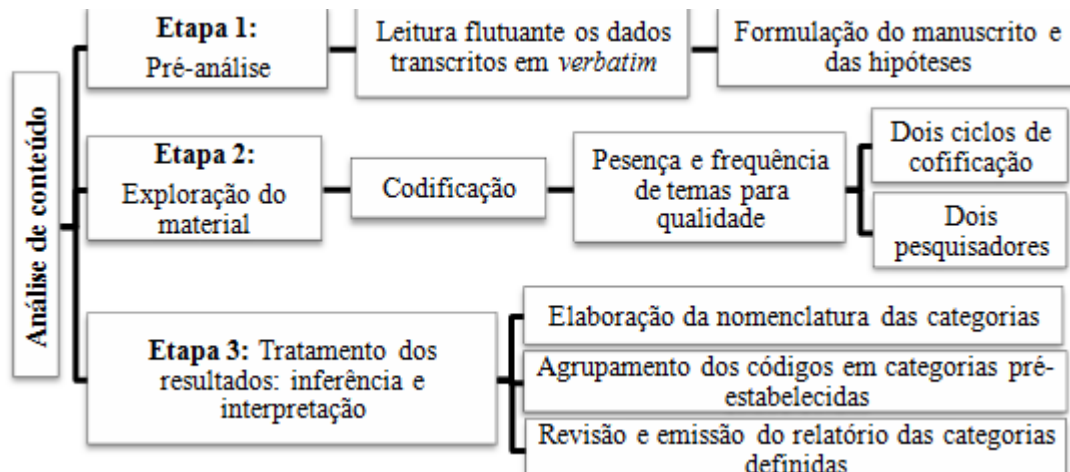 Análise de conteúdo
Etapa 1:
Pré-análise
Leitura flutuante os dados
transcritos em verbatim
Formulação do manuscrito e
das hipóteses
Etapa 2:
Exploração do
material
Codificação
Pesença e frequência
de temas para
qualidade
Dois ciclos de
cofificação
Dois
pesquisadores
Etapa 3: Tratamento dos
resultados: inferência e
interpretação
Elaboração da nomenclatura das categorias
Agrupamento dos códigos em categorias pré-
estabelecidas
Revisão e emissão do relatório das categorias
definidas